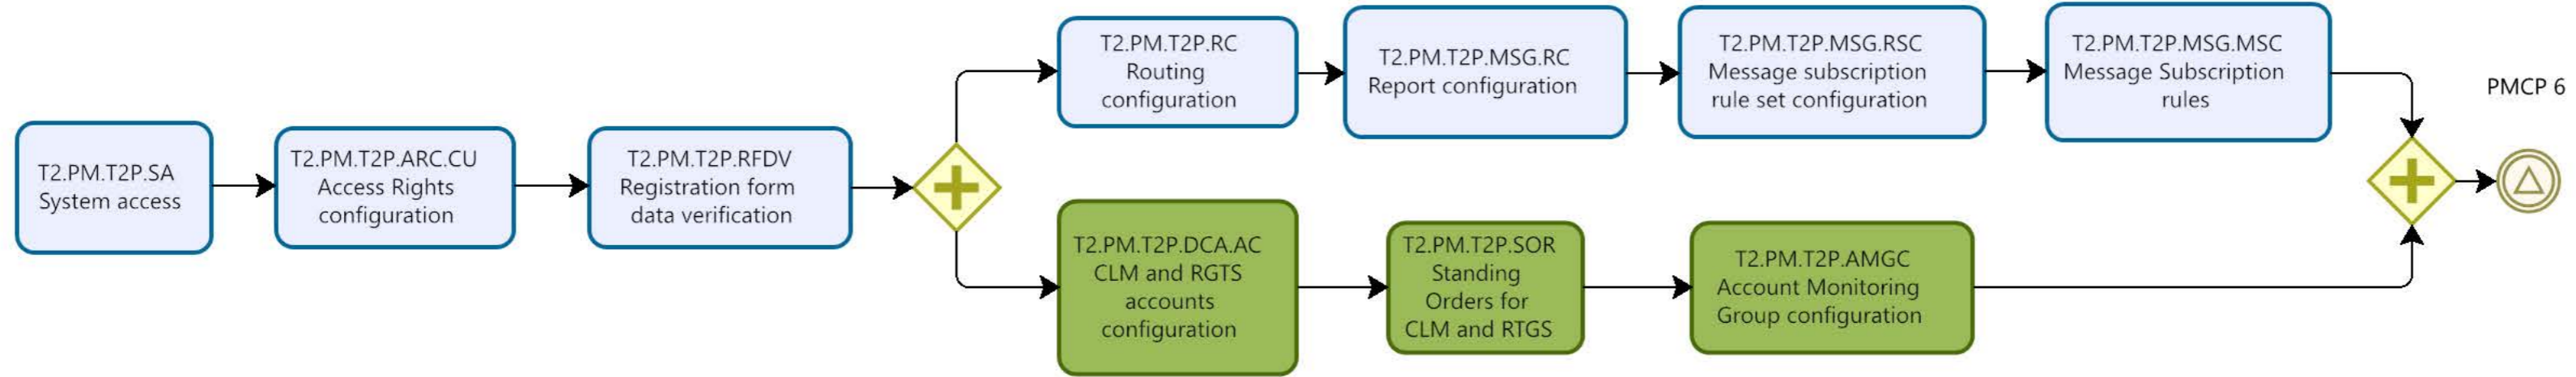 T2.PM.T2P.SA
System access
T2.PM.T2P.ARC.CU
Access Rights
configuration
T2.PM.T2P.RFDV
Registration form
data verification
T2.PM.T2P.RC
Routing
configuration
T2.PM.T2P.MSG.RC
Report configuration
T2.PM.T2P.MSG.RSC
Message subscription
rule set configuration
T2.PM.T2P.MSG.MSC
Message Subscription
rules
T2.PM.T2P.DCA.AC
CLM and RGTS
accounts
configuration
T2.PM.T2P.SOR
Standing
Orders for
CLM and RTGS
T2.PM.T2P.AMGC
Account Monitoring
Group configuration
PMCP 6